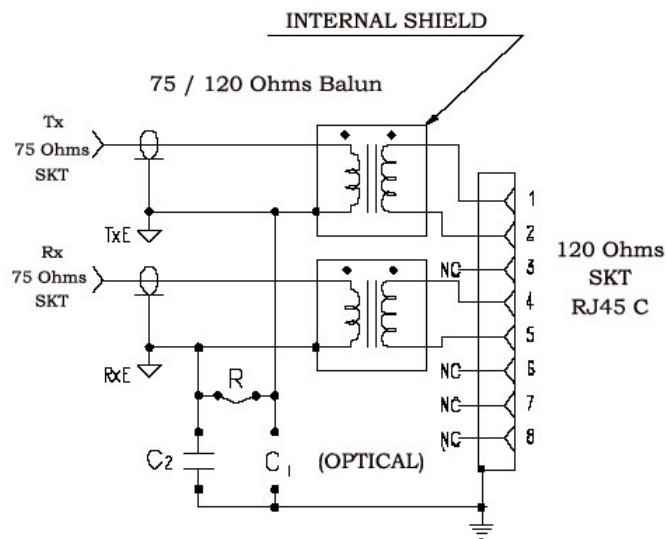 INTERNAL SHIELD
75 / 120 Ohms Balun
Tx
75 Ohms
SKT
TxE
Rx
75 Ohms
SKT
RxE
R
C2
C1
(OPTICAL)
1
2
NC 3
4
5
NC 6
NC 7
NC 8
120 Ohms
SKT
RJ45 C